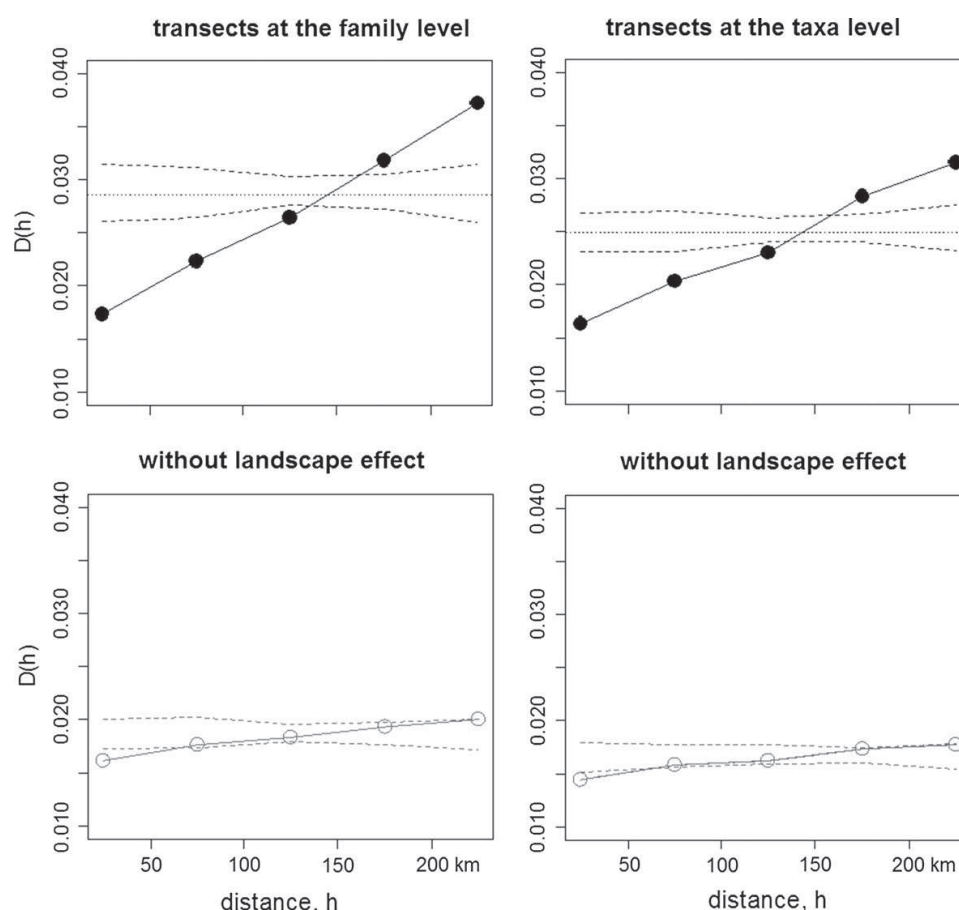 transects at the family level
transects at the taxa level
D(h)
0.010 0.020 0.030 0.040
0.010 0.020 0.030 0.040
without landscape effect
without landscape effect
D(h)
0.010 0.020 0.030 0.040
0.010 0.020 0.030 0.040
50 100 150 200 km
50 100 150 200 km
distance, h
distance, h